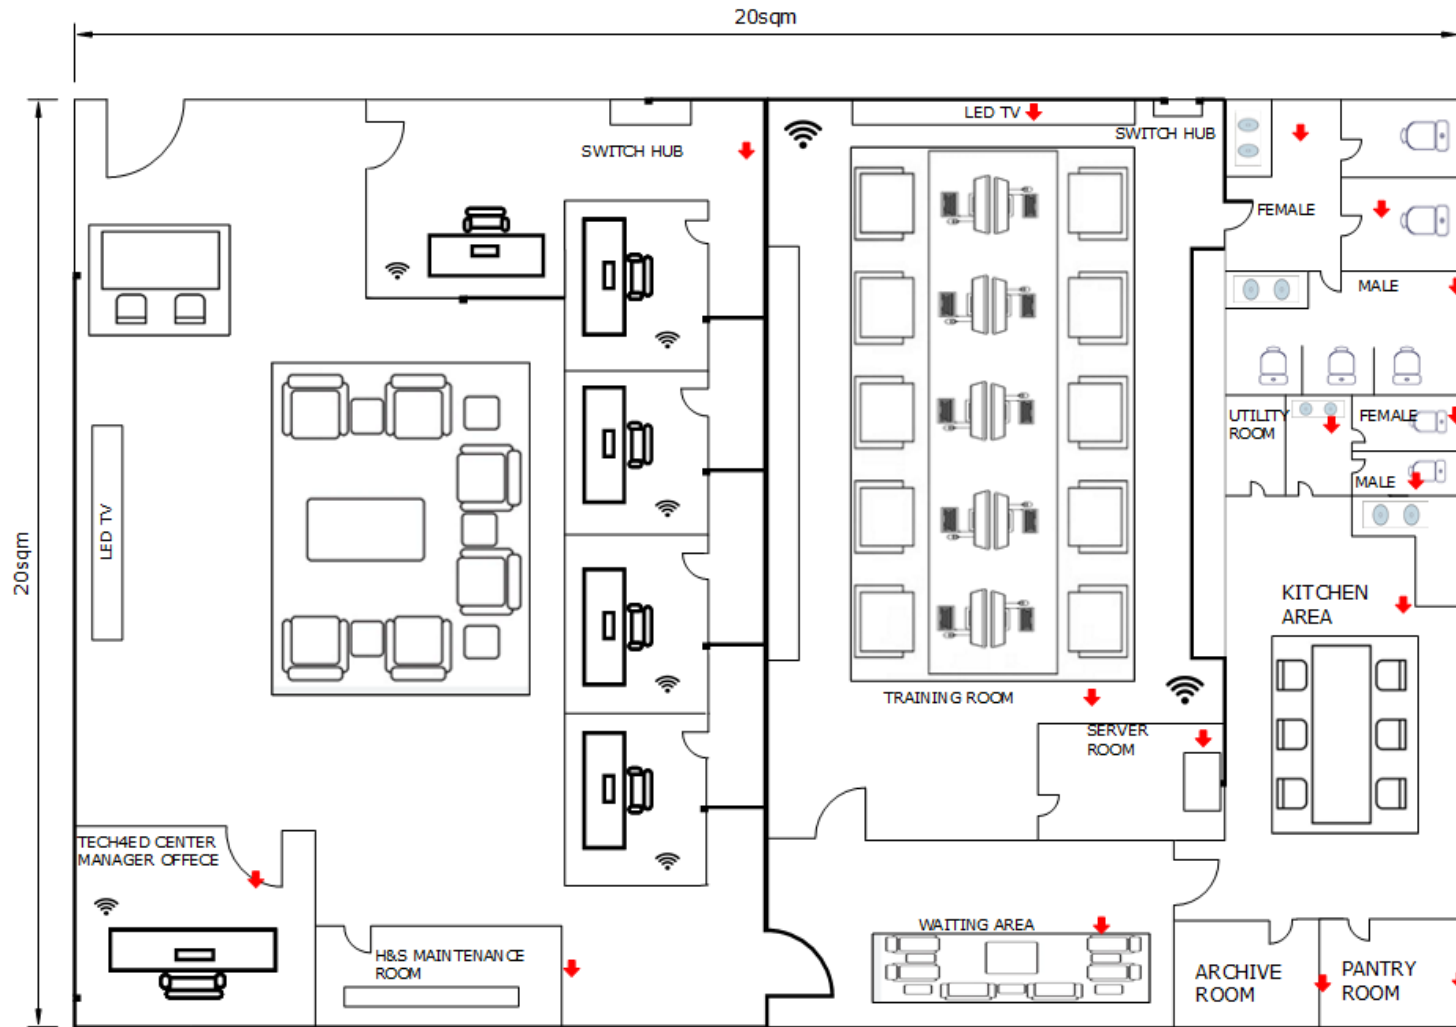 20sqm
20sqm
LED TV
SWITCH HUB
SWITCH HUB
FEMALE
MALE
UTILITY
ROOM
FEMALE
MALE
LED TV
KITCHEN
AREA
TRAINING ROOM
SERVER
ROOM
TECH4ED CENTER
MANAGER OFFECE
WAITING AREA
H&S MAINTENANCE
ROOM
ARCHIVE
ROOM
PANTRY
ROOM